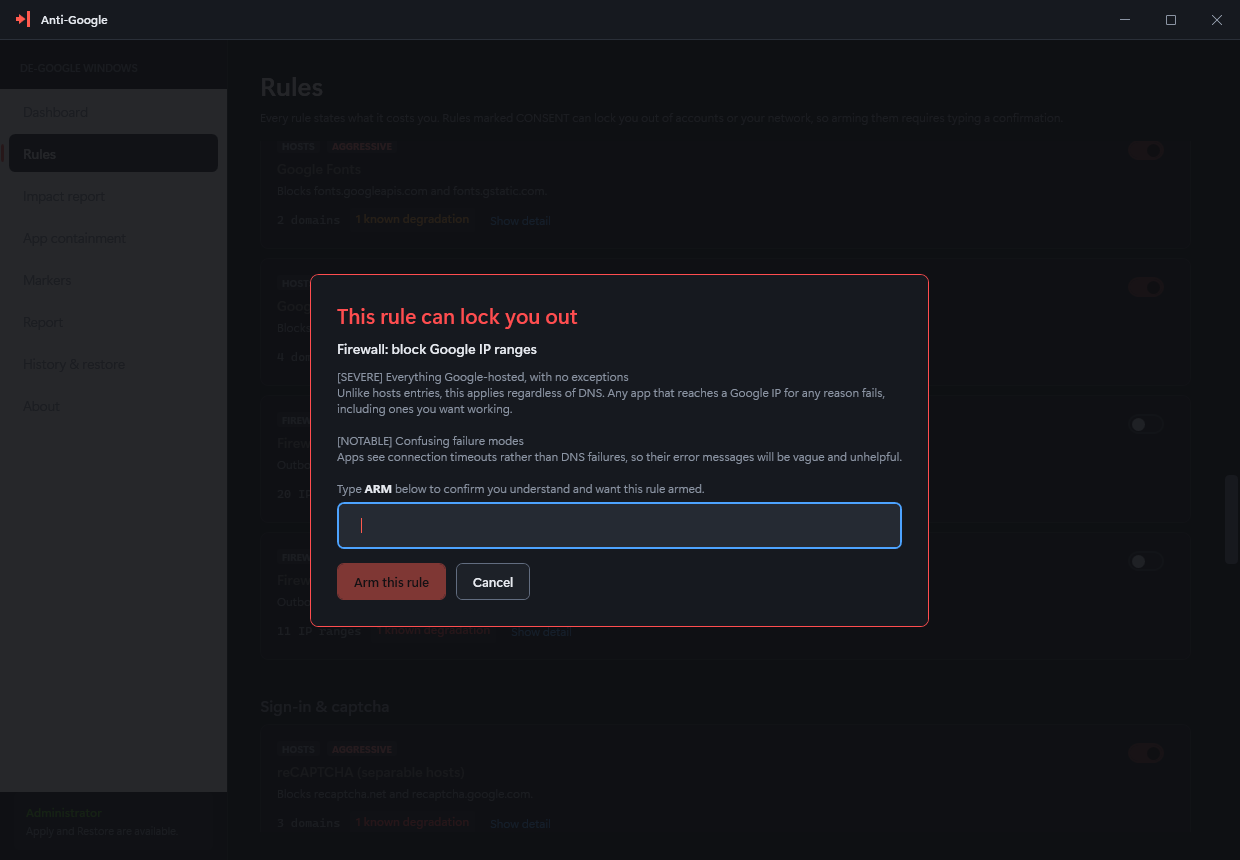 Anti-Google
DE-GOOGLE WINDOWS
Dashboard
Rules
Impact report
App containment
Markers
Report
History & restore
About
Administrator
Apply and Restore are available
Rules
Every rule states what it costs you. Rules marked CONSENT can lock you out of accounts or your network, so arming them requires typing a confirmation.
HOSTS AGGRESSIVE
Google Fonts
Blocks fonts.googleapis.com and fonts.gstatic.com.
2 domains 1 known degradation Show detail
This rule can lock you out
Firewall: block Google IP ranges
[SEVERE] Everything Google-hosted, with no exceptions
Unlike hosts entries, this applies regardless of DNS. Any app that reaches a Google IP for any reason fails,
including ones you want working.
[NOTABLE] Confusing failure modes
Apps see connection timeouts rather than DNS failures, so their error messages will be vague and unhelpful.
Type ARM below to confirm you understand and want this rule armed.
Arm this rule
Cancel
11 IP ranges 1 known degradation Show detail
Sign-in & captcha
HOSTS AGGRESSIVE
reCAPTCHA (separable hosts)
Blocks recaptcha.net and recaptcha.google.com.
3 domains 1 known degradation Show detail